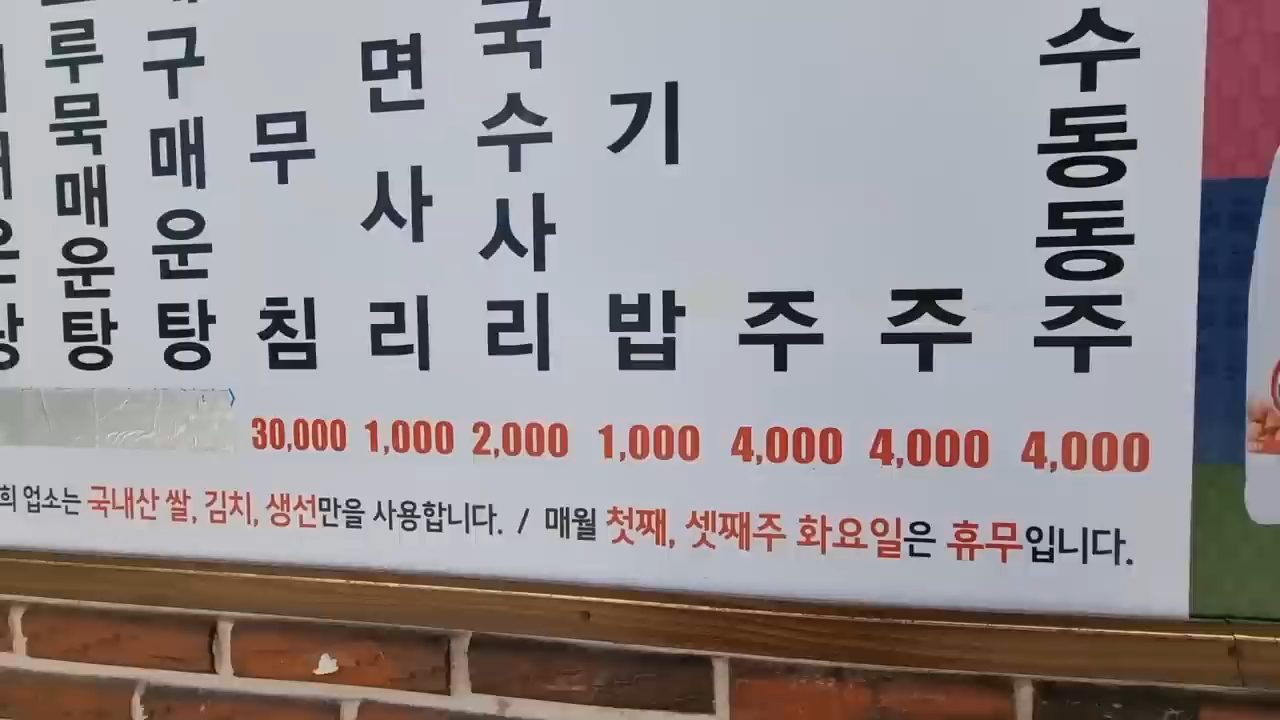 루묵매운탕
구매운탕
무침
면사리
국수사리
기밥
주
주
수동동주
30,000 1,000 2,000 1,000 4,000 4,000 4,000
희 업소는 국내산 쌀, 김치, 생선만을 사용합니다. / 매월 첫째, 셋째주 화요일은 휴무입니다.